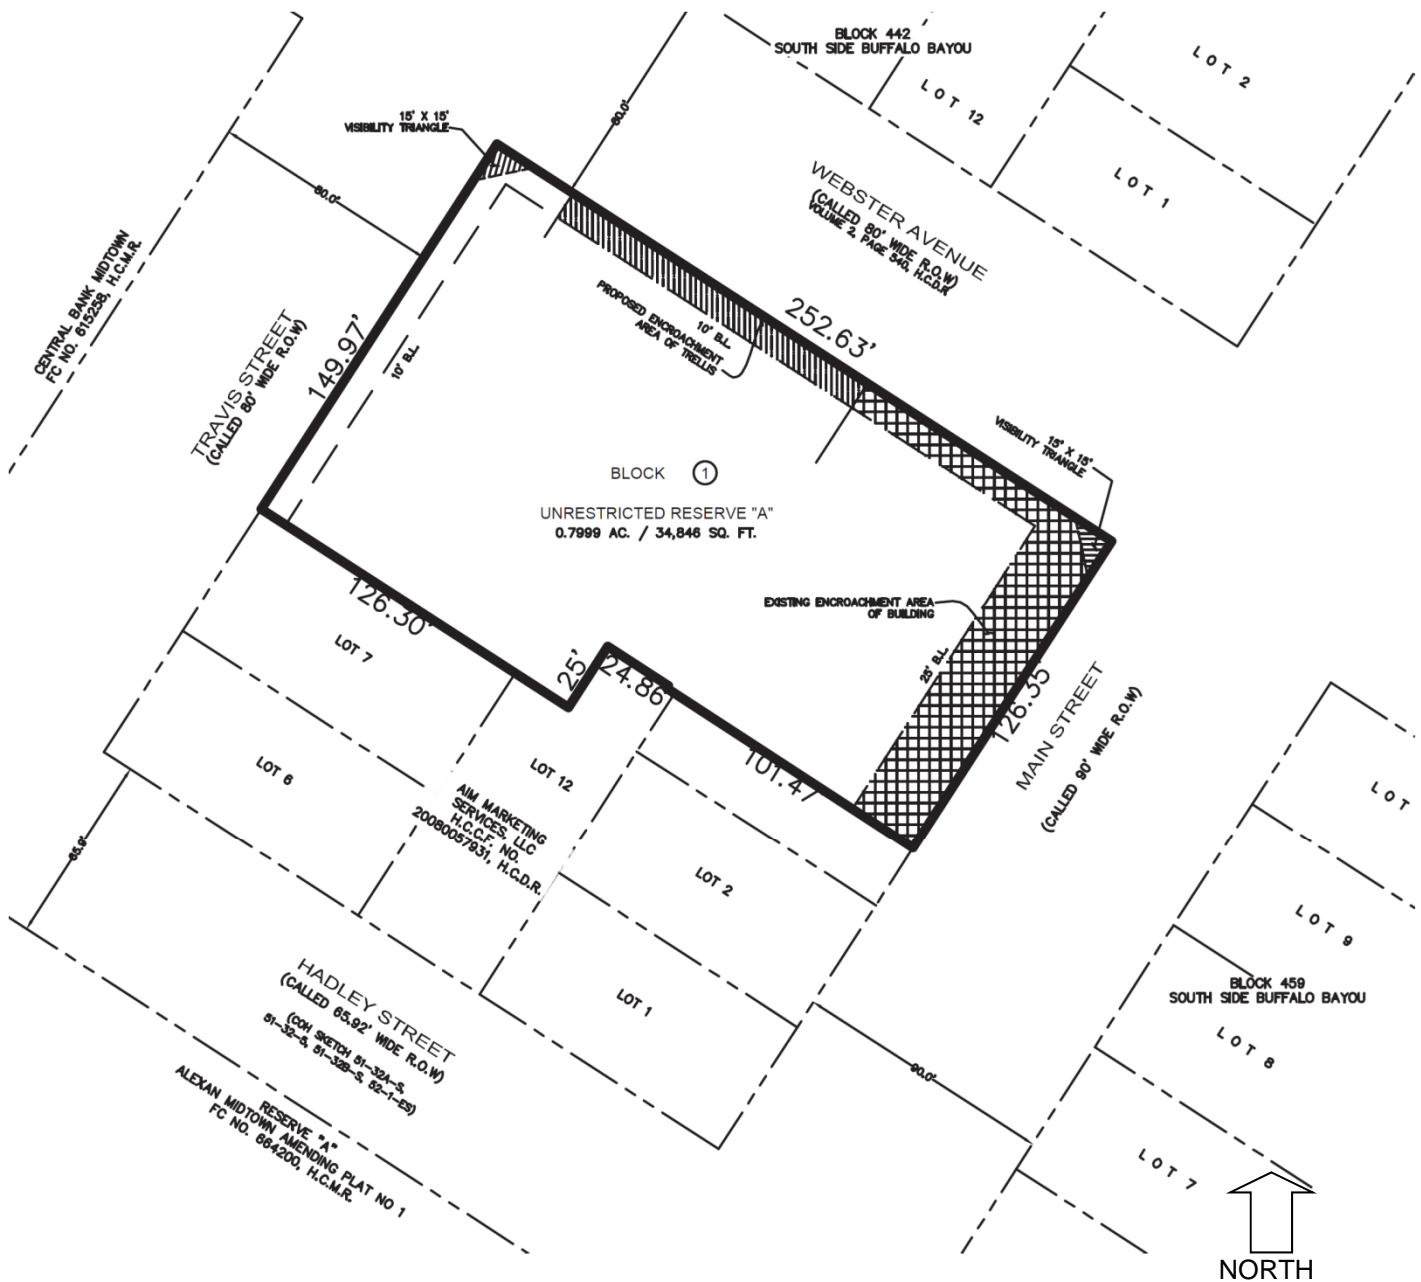 BLOCK 442
SOUTH SIDE BUFFALO BAYOU
LOT 2
LOT 12
LOT 1
15' X 15'
VISIBILITY TRIANGLE
80.0'
80.0'
WEBSTER AVENUE
(CALLED 80' WIDE R.O.W)
VOLUME 2, PAGE 540, H.C.D.R
CENTRAL BANK MIDTOWN
FC NO. 615258, H.C.M.R.
TRAVIS STREET
(CALLED 80' WIDE R.O.W)
149.97'
10' B.L.
10' B.L.
PROPOSED ENCROACHMENT
AREA OF TRELLIS
252.63'
15' X 15'
VISIBILITY TRIANGLE
BLOCK 1
UNRESTRICTED RESERVE "A"
0.7999 AC. / 34,846 SQ. FT.
EXISTING ENCROACHMENT AREA
OF BUILDING
25' B.L.
126.30'
25'
24.86'
101.47'
126.35'
MAIN STREET
(CALLED 90' WIDE R.O.W)
LOT 7
LOT 6
LOT 12
AIM MARKETING
SERVICES, LLC
H.C.C.F. NO.
20080057931, H.C.D.R.
LOT 2
LOT 1
65.9'
HADLEY STREET
(CALLED 65.92' WIDE R.O.W)
(COH SKETCH 51-32A-S,
51-32-S, 51-32B-S, 52-1-ES)
RESERVE "A"
ALEXAN MIDTOWN AMENDING PLAT NO 1
FC NO. 664200, H.C.M.R.
90.0'
LOT
LOT 9
BLOCK 459
SOUTH SIDE BUFFALO BAYOU
LOT 8
LOT 7
NORTH